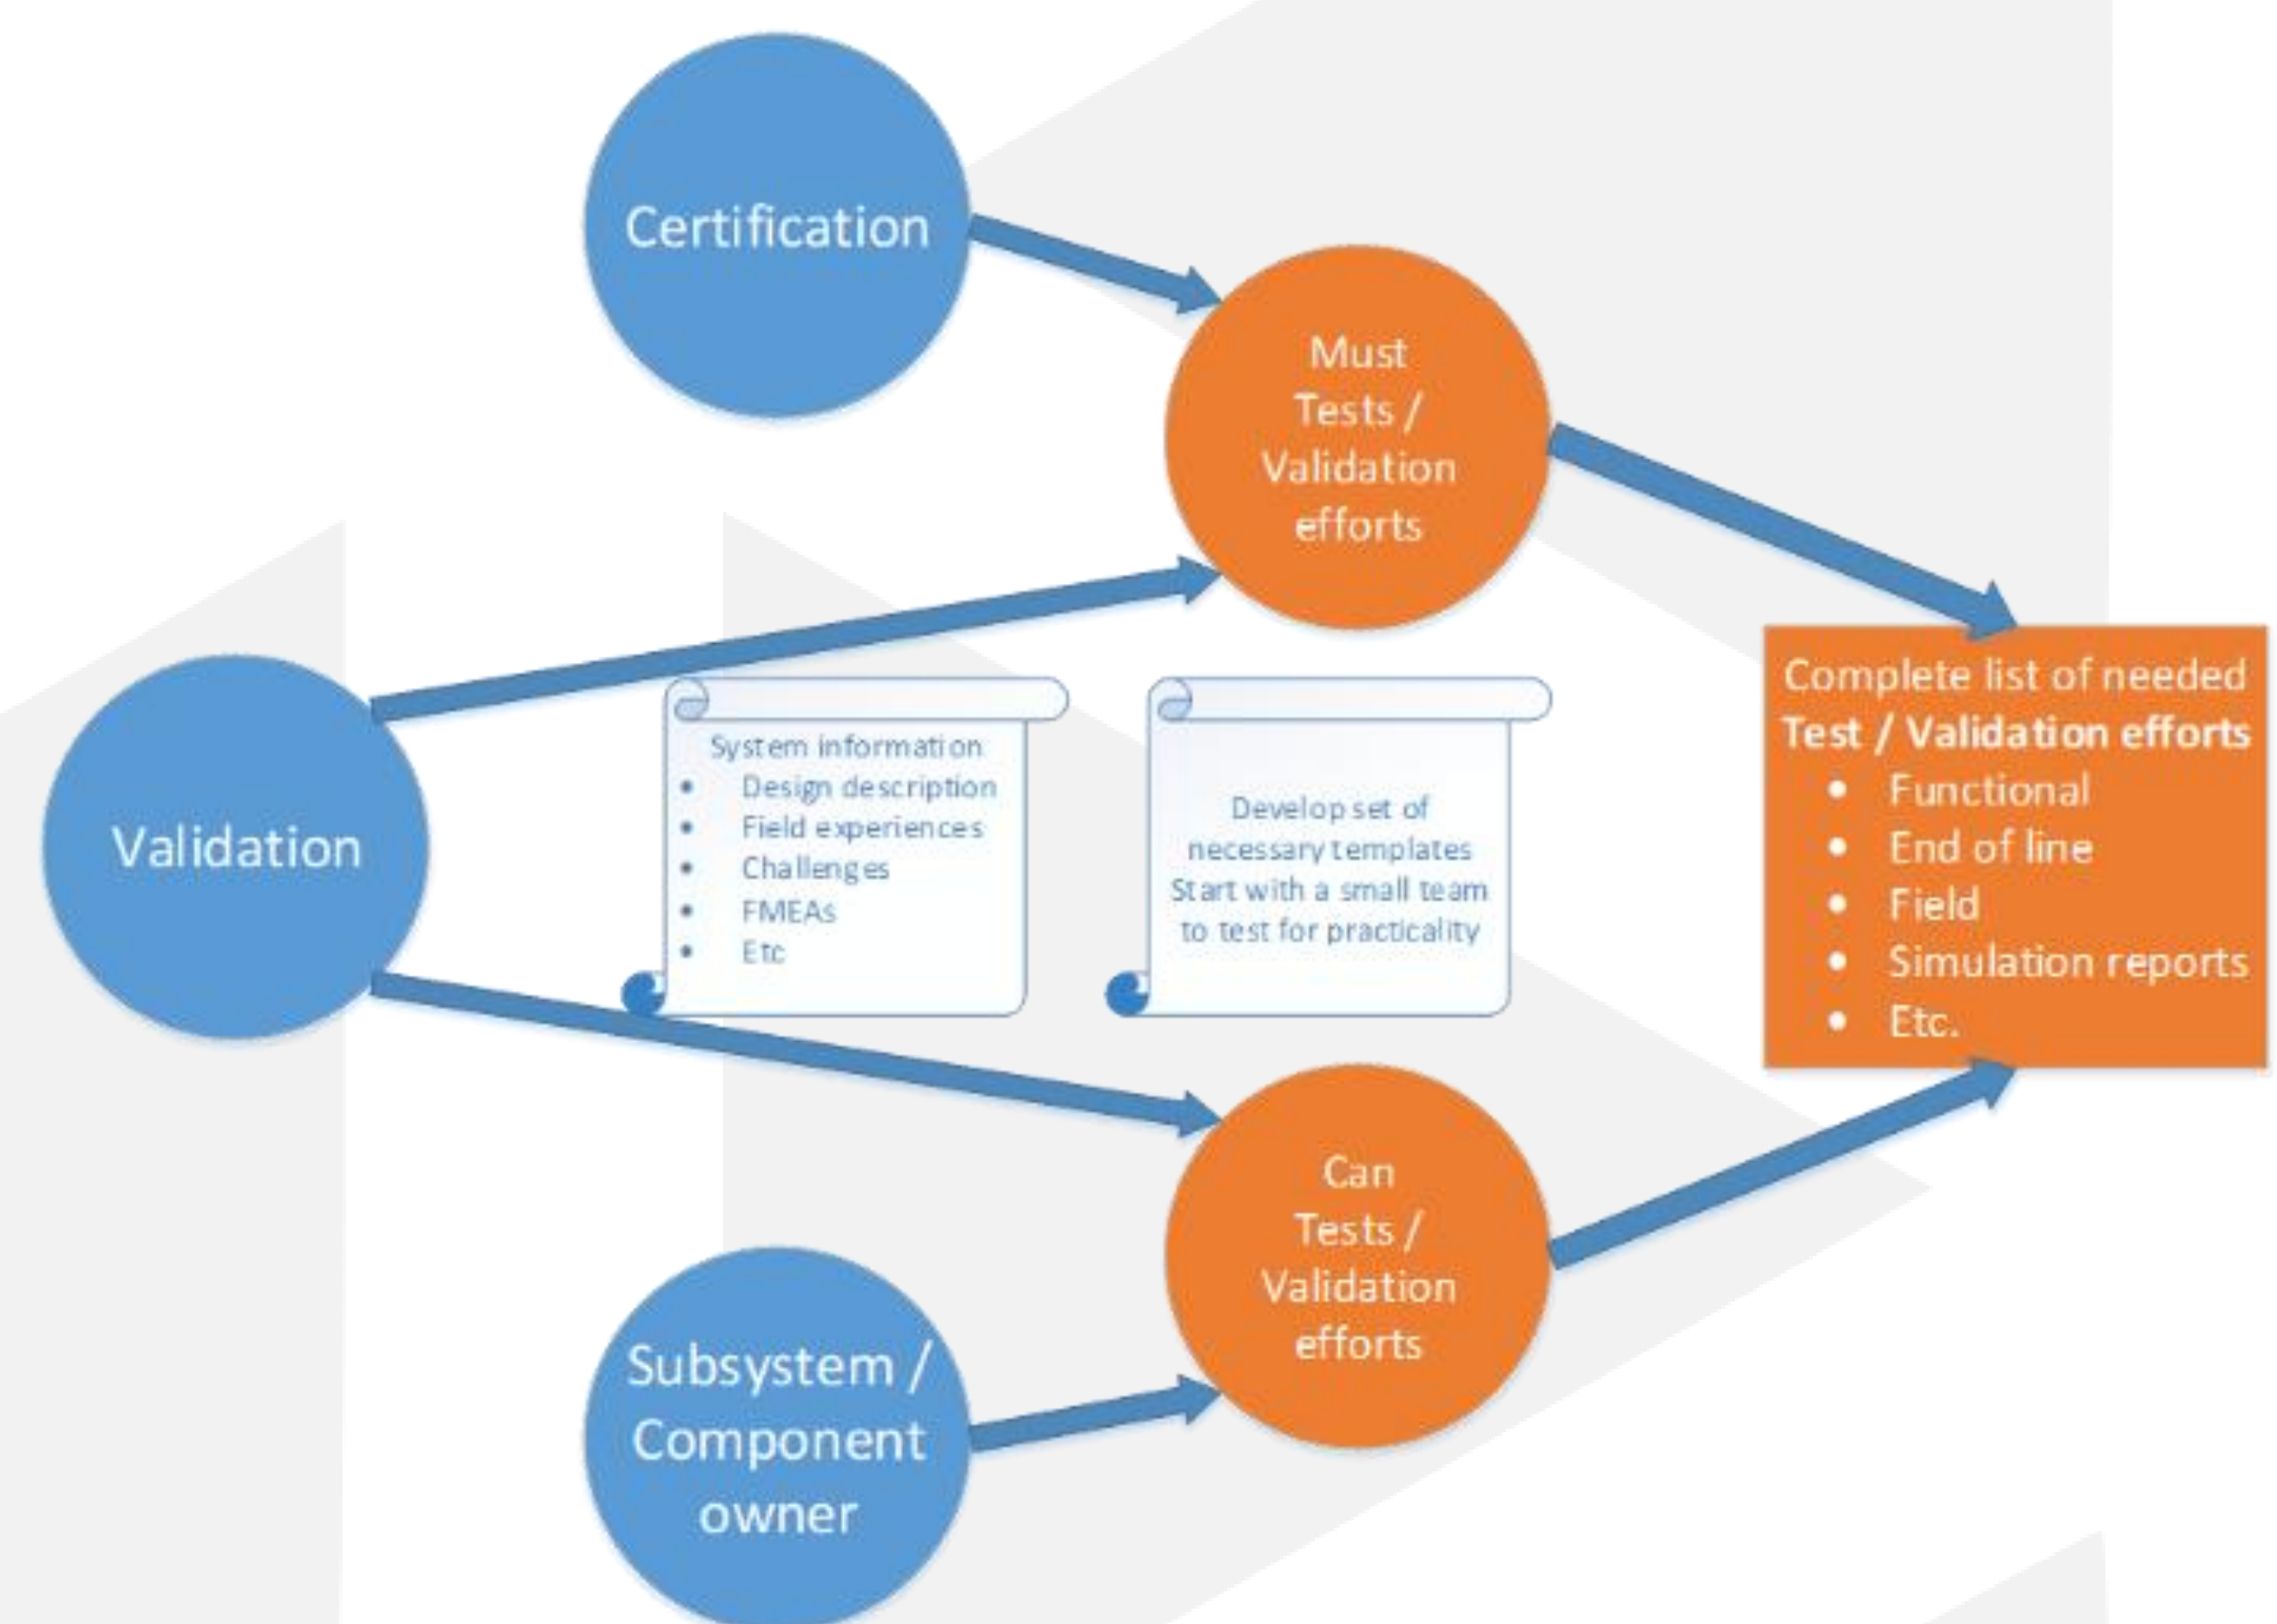 Certification
Must
Tests /
Validation
efforts
Validation
System information
• Design description
• Field experiences
• Challenges
• FMEAs
• Etc
Develop set of
necessary templates
Start with a small team
to test for practicality
Complete list of needed
Test / Validation efforts
• Functional
• End of line
• Field
• Simulation reports
• Etc.
Can
Tests /
Validation
efforts
Subsystem /
Component
owner